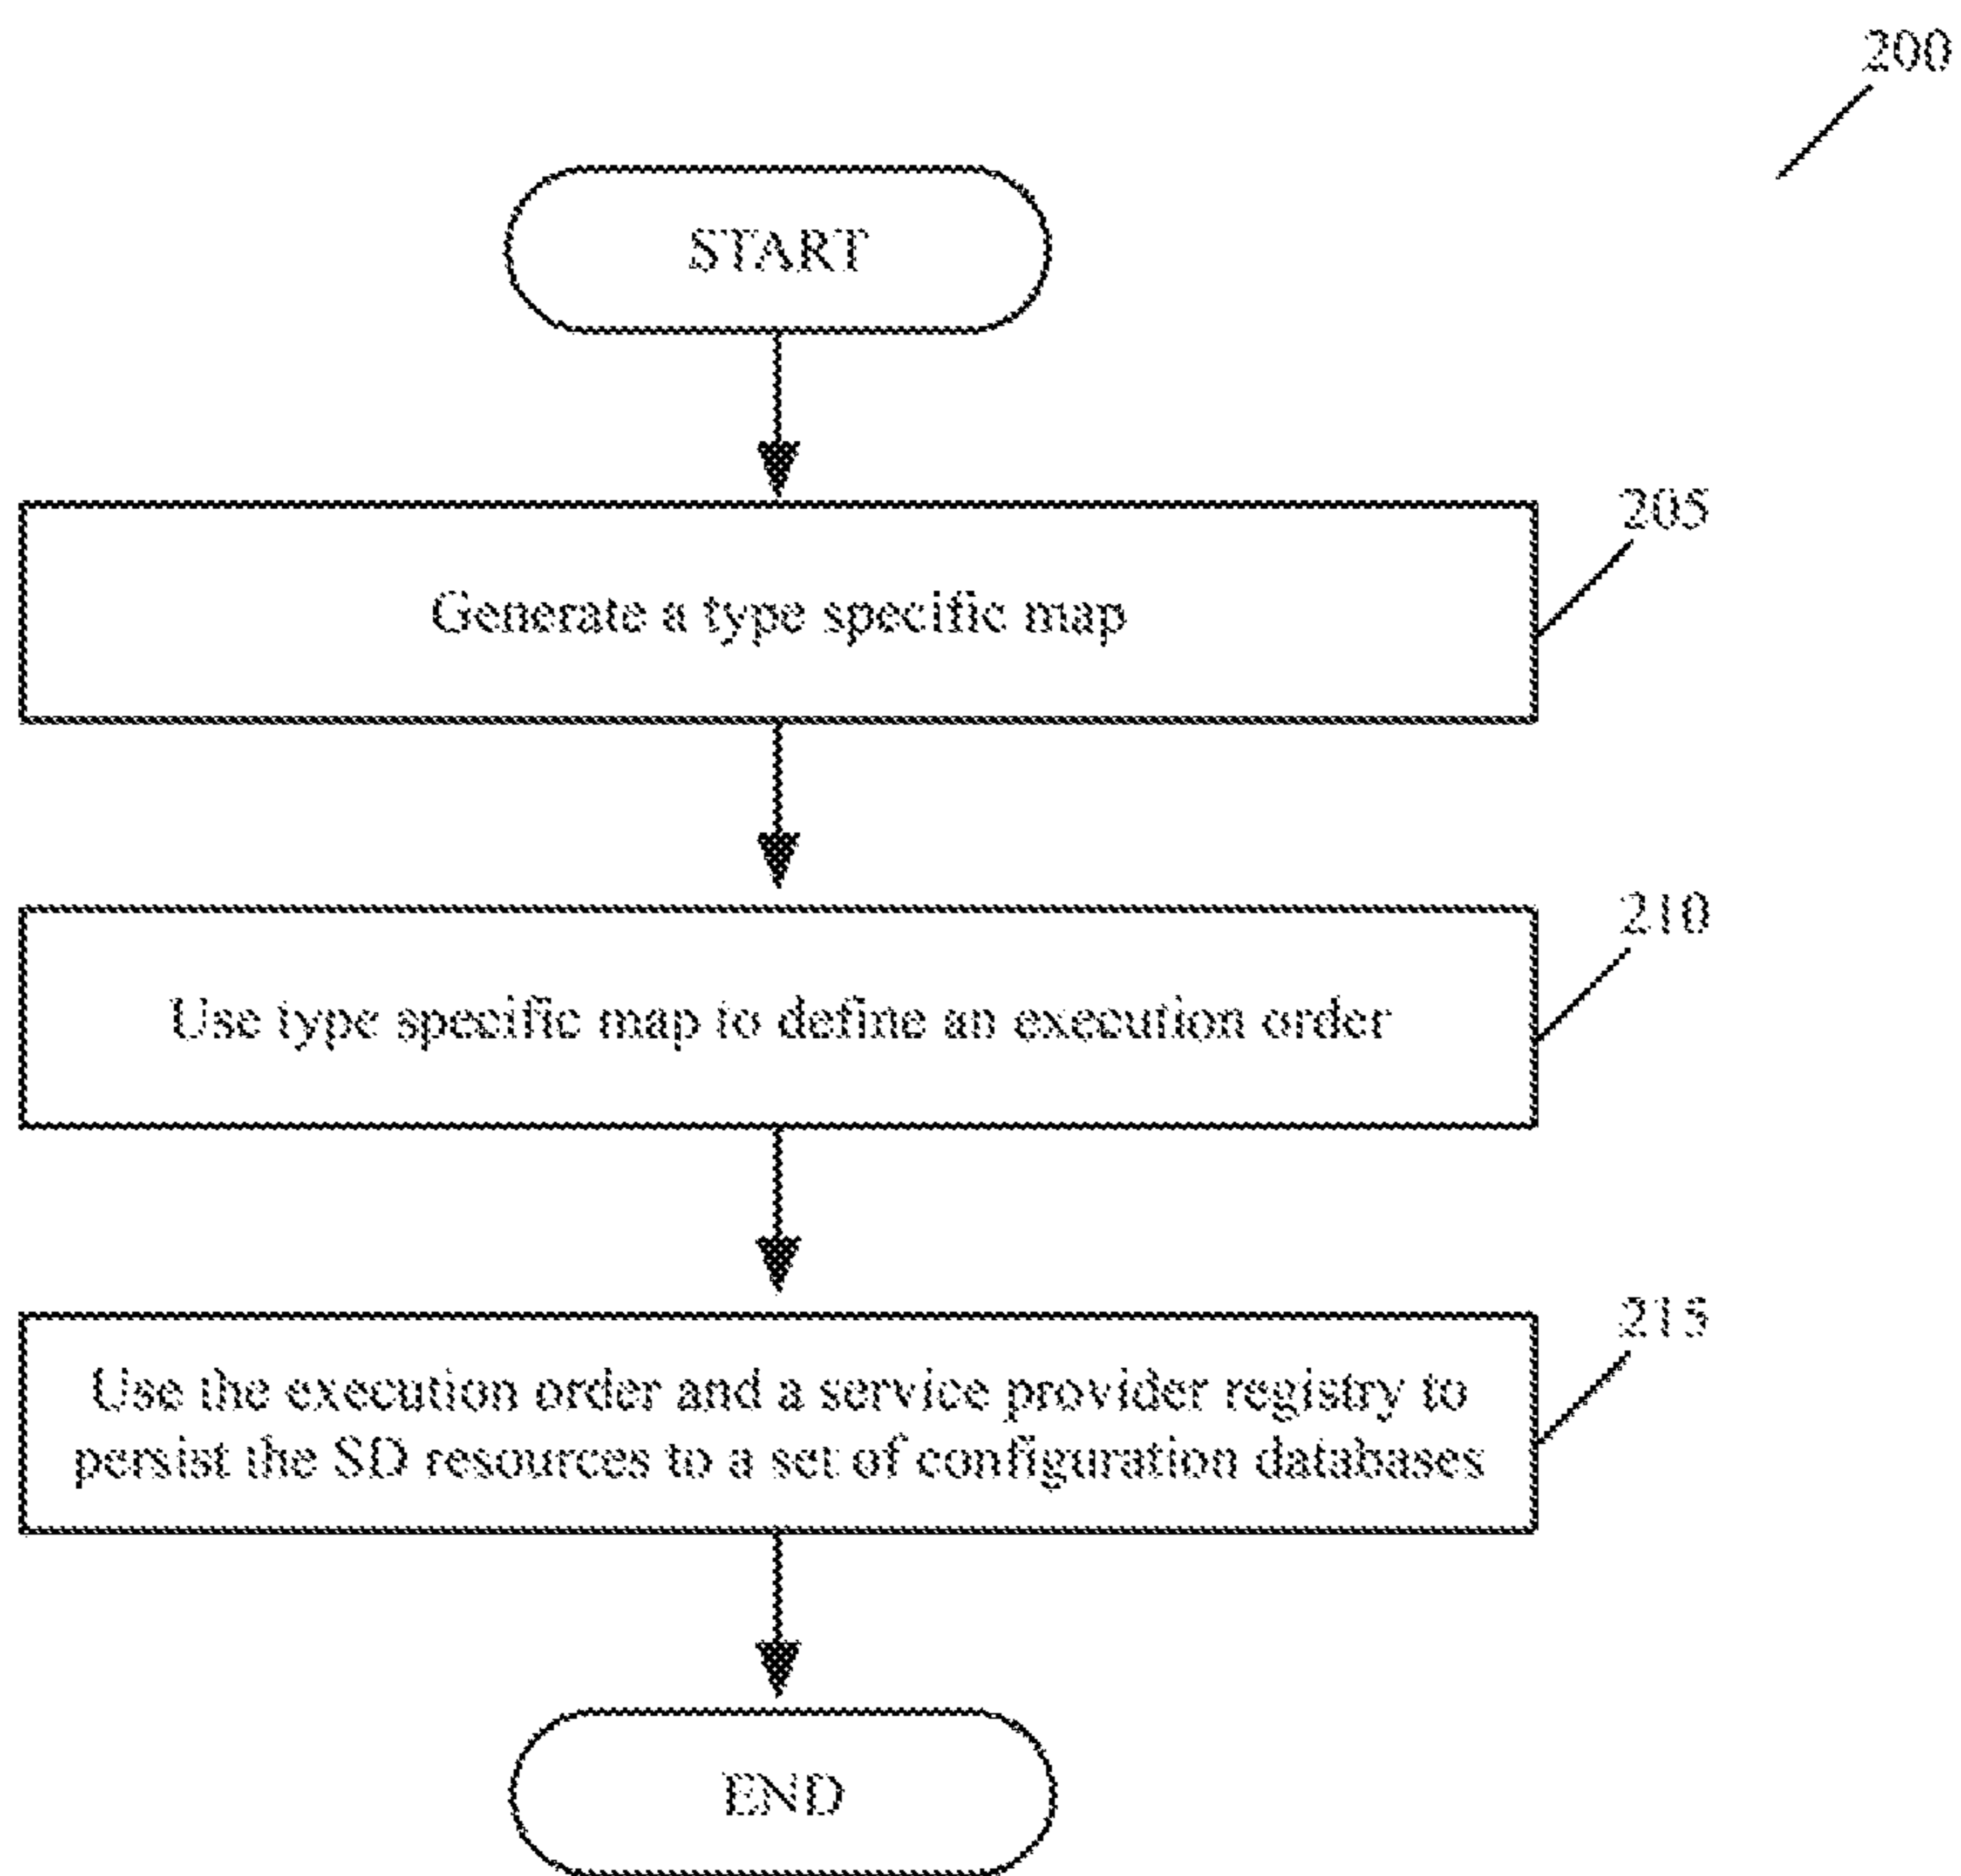 200
START
205
Generate a type specific map
210
Use type specific map to define an execution order
215
Use the execution order and a service provider registry to
persist the SD resources to a set of configuration databases
END